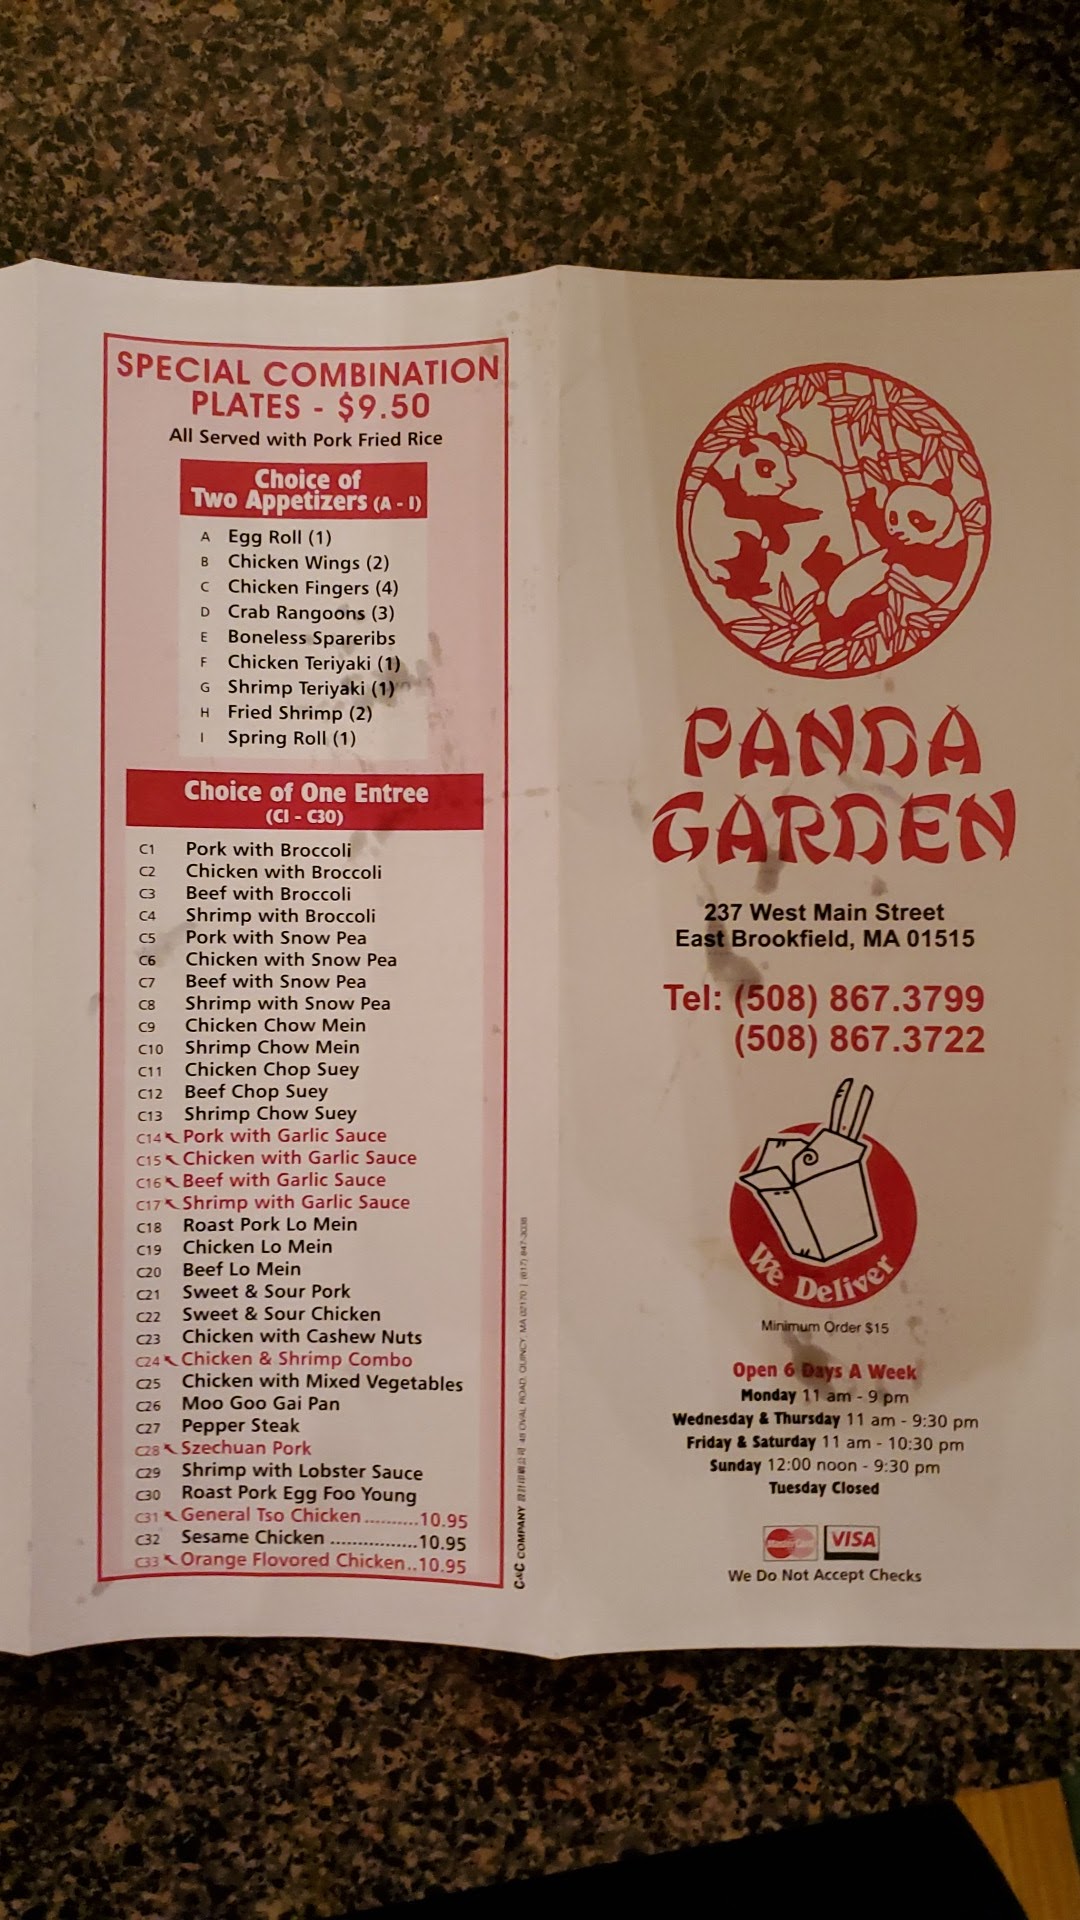 SPECIAL COMBINATION
PLATES - $9.50
All Served with Pork Fried Rice
Choice of
Two Appetizers (A - I)
A Egg Roll (1)
B Chicken Wings (2)
C Chicken Fingers (4)
D Crab Rangoons (3)
E Boneless Spareribs
F Chicken Teriyaki (1)
G Shrimp Teriyaki (1)
H Fried Shrimp (2)
I Spring Roll (1)
Choice of One Entree
(CI - C30)
C1 Pork with Broccoli
C2 Chicken with Broccoli
C3 Beef with Broccoli
C4 Shrimp with Broccoli
C5 Pork with Snow Pea
C6 Chicken with Snow Pea
C7 Beef with Snow Pea
C8 Shrimp with Snow Pea
C9 Chicken Chow Mein
C10 Shrimp Chow Mein
C11 Chicken Chop Suey
C12 Beef Chop Suey
C13 Shrimp Chow Suey
C14 Pork with Garlic Sauce
C15 Chicken with Garlic Sauce
C16 Beef with Garlic Sauce
C17 Shrimp with Garlic Sauce
C18 Roast Pork Lo Mein
C19 Chicken Lo Mein
C20 Beef Lo Mein
C21 Sweet & Sour Pork
C22 Sweet & Sour Chicken
C23 Chicken with Cashew Nuts
C24 Chicken & Shrimp Combo
C25 Chicken with Mixed Vegetables
C26 Moo Goo Gai Pan
C27 Pepper Steak
C28 Szechuan Pork
C29 Shrimp with Lobster Sauce
C30 Roast Pork Egg Foo Young
C31 General Tso Chicken ..........10.95
C32 Sesame Chicken ................10.95
C33 Orange Flovored Chicken..10.95
C&C COMPANY 48 OVAL ROAD, QUINCY, MA 02170 | (617) 847-3038
PANDA
GARDEN
237 West Main Street
East Brookfield, MA 01515
Tel: (508) 867.3799
(508) 867.3722
We Deliver
Minimum Order $15
Open 6 Days A Week
Monday 11 am - 9 pm
Wednesday & Thursday 11 am - 9:30 pm
Friday & Saturday 11 am - 10:30 pm
Sunday 12:00 noon - 9:30 pm
Tuesday Closed
MasterCard VISA
We Do Not Accept Checks